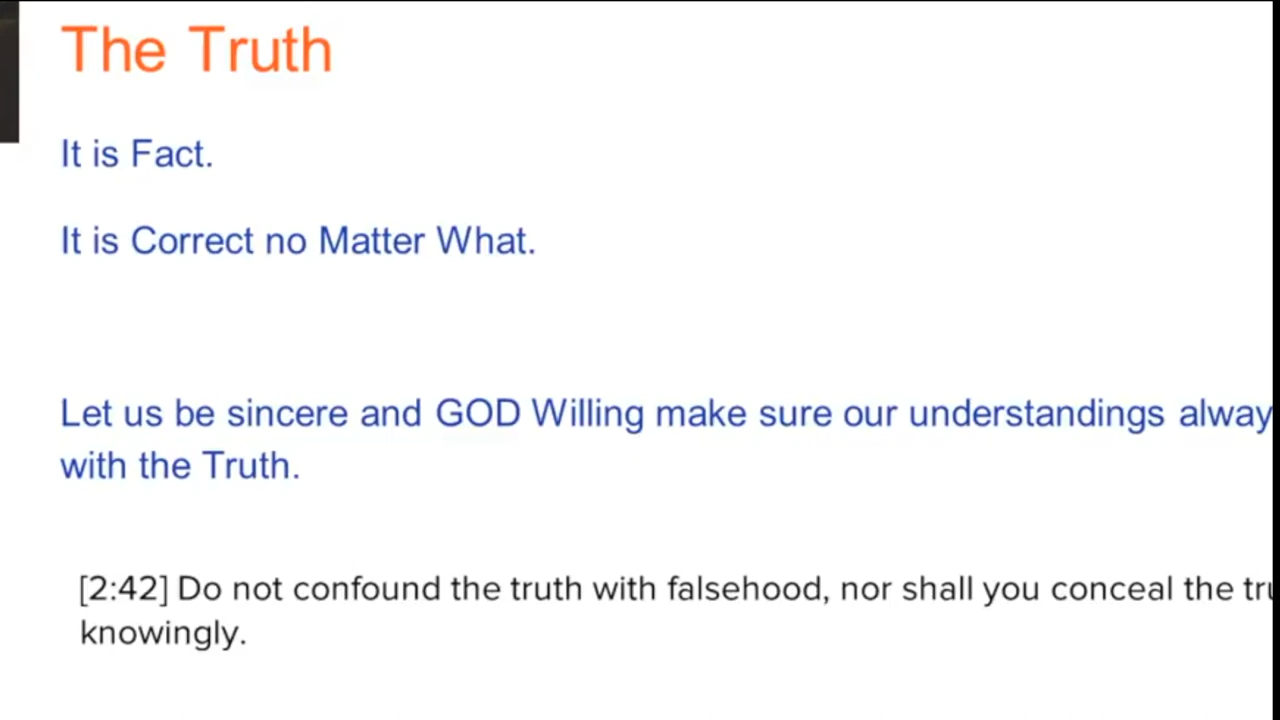 The Truth
It is Fact.
It is Correct no Matter What.
Let us be sincere and GOD Willing make sure our understandings
with the Truth.
[2:42] Do not confound the truth with falsehood, nor shall you conceal the
knowingly.